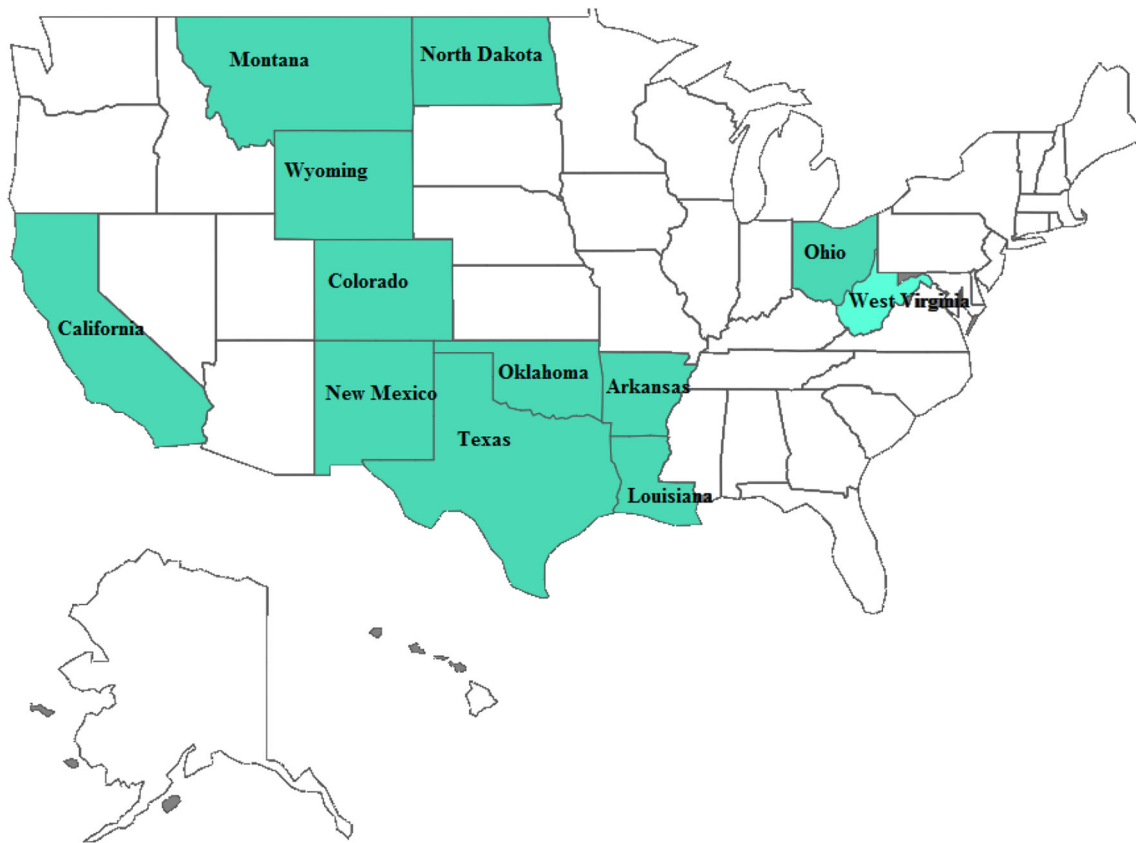 North Dakota
Montana
Wyoming
Ohio
Colorado
West Virginia
California
Oklahoma
Arkansas
New Mexico
Texas
Louisiana